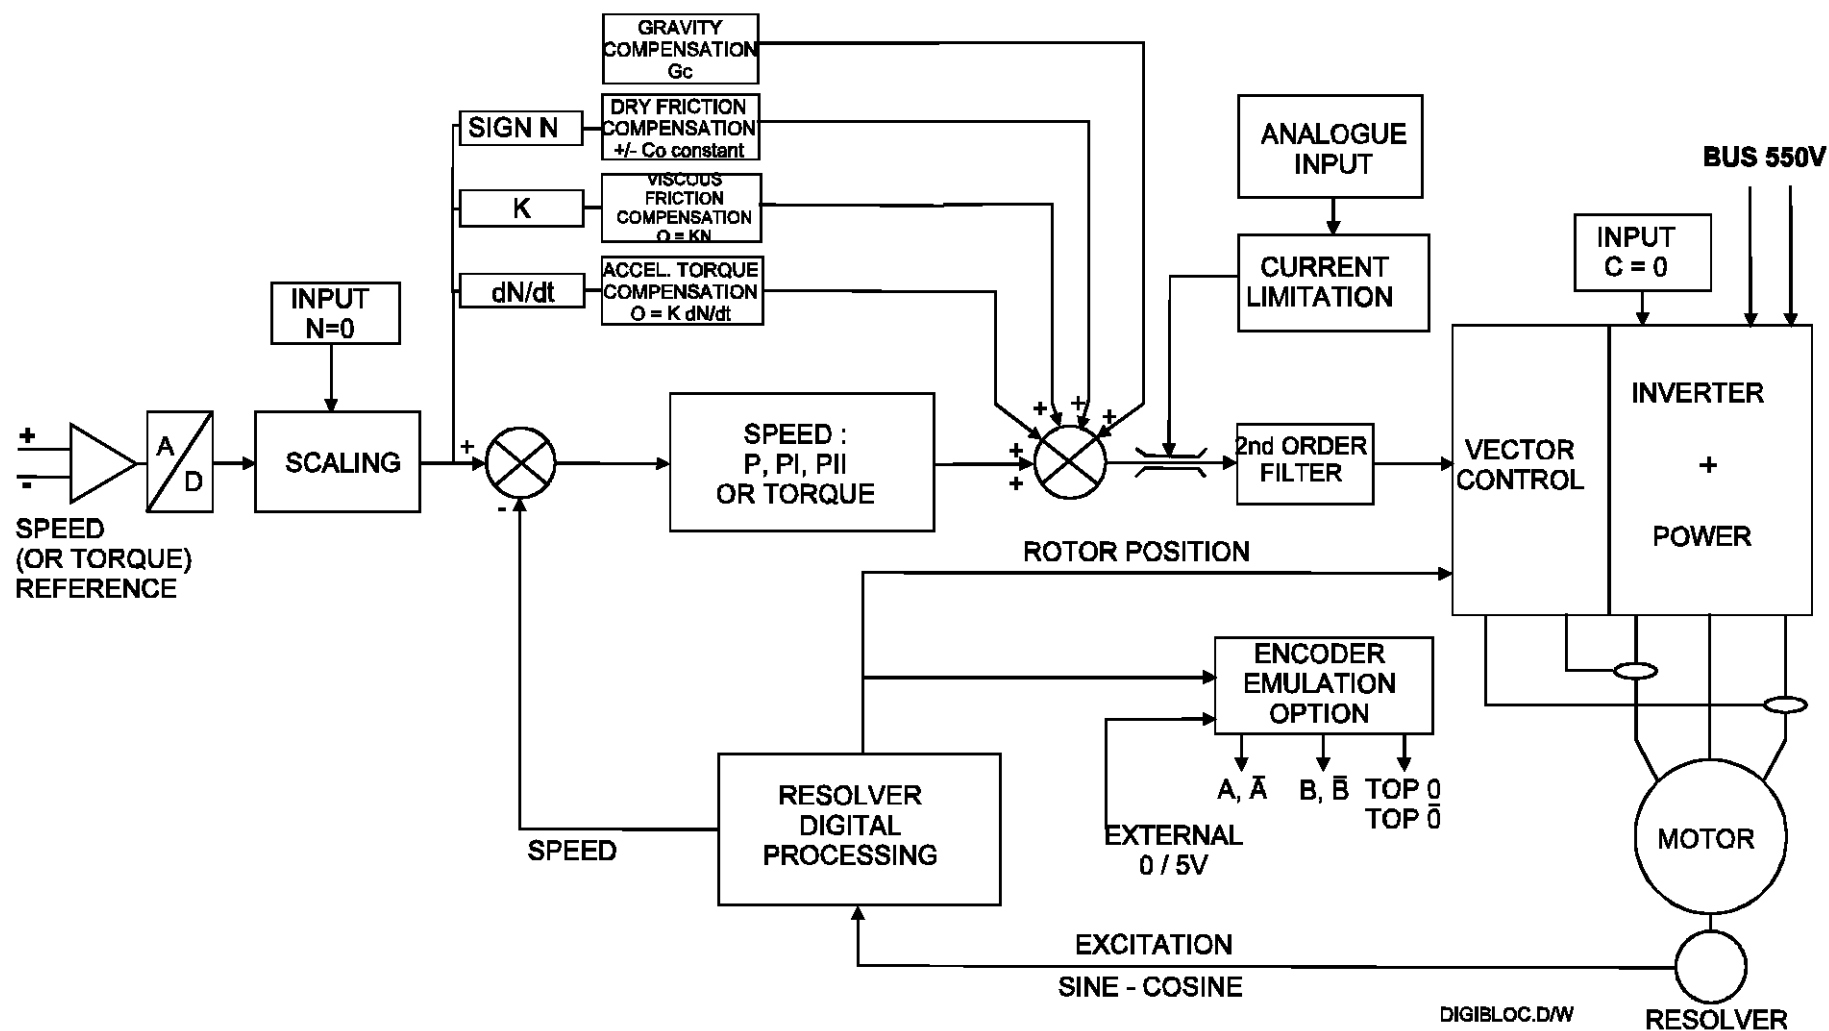 GRAVITY
COMPENSATION
Gc
SIGN N
DRY FRICTION
COMPENSATION
+/- Co constant
K
VISCOUS
FRICTION
COMPENSATION
O = KN
dN/dt
ACCEL. TORQUE
COMPENSATION
O = K dN/dt
ANALOGUE
INPUT
CURRENT
LIMITATION
BUS 550V
INPUT
C = 0
INPUT
N=0
+
-
A
D
SCALING
+
-
SPEED :
P, PI, PII
OR TORQUE
+
+
+
+
+
2nd ORDER
FILTER
VECTOR
CONTROL
INVERTER
+
POWER
SPEED
(OR TORQUE)
REFERENCE
ROTOR POSITION
ENCODER
EMULATION
OPTION
A, A̅
B, B̅
TOP 0
TOP 0̅
EXTERNAL
0 / 5V
RESOLVER
DIGITAL
PROCESSING
SPEED
MOTOR
EXCITATION
SINE - COSINE
RESOLVER
DIGIBLOC.D/W